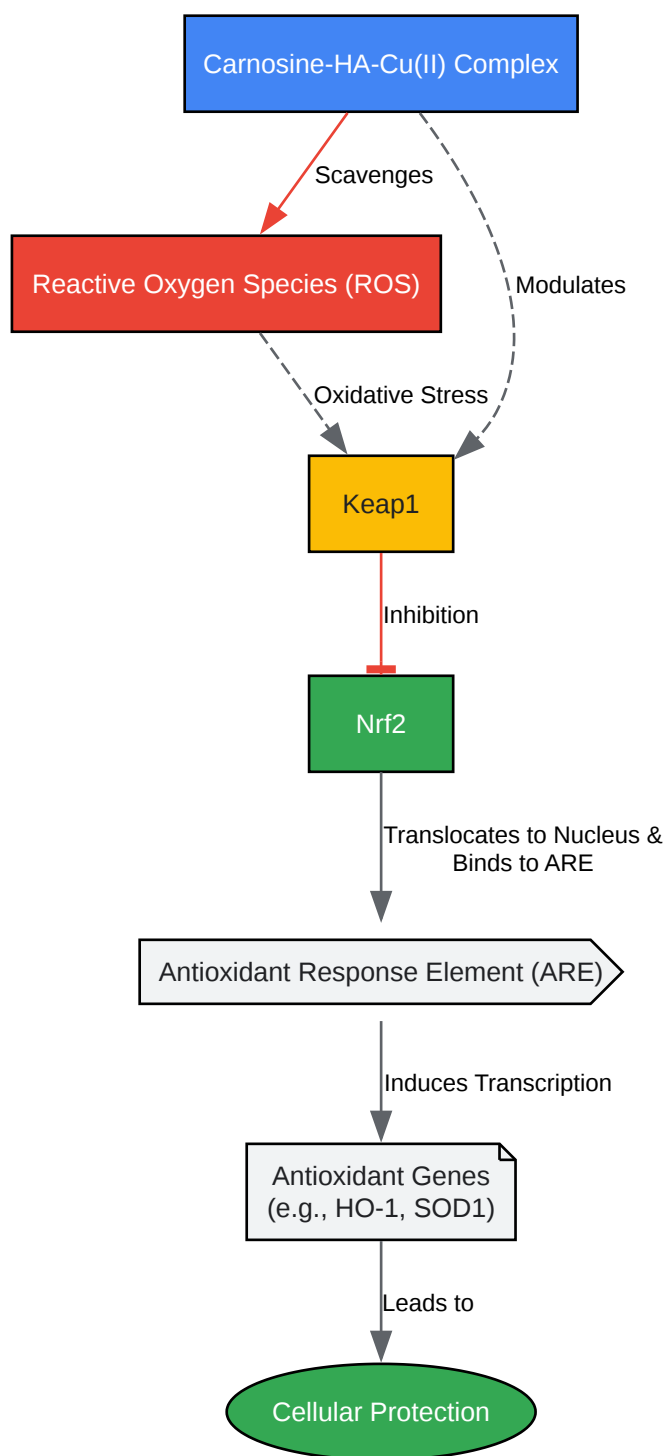 Carnosine-HA-Cu(II) Complex
Scavenges
Reactive Oxygen Species (ROS)
Modulates
Oxidative Stress
Keap1
Inhibition
Nrf2
Translocates to Nucleus &
Binds to ARE
Antioxidant Response Element (ARE)
Induces Transcription
Antioxidant Genes
(e.g., HO-1, SOD1)
Leads to
Cellular Protection